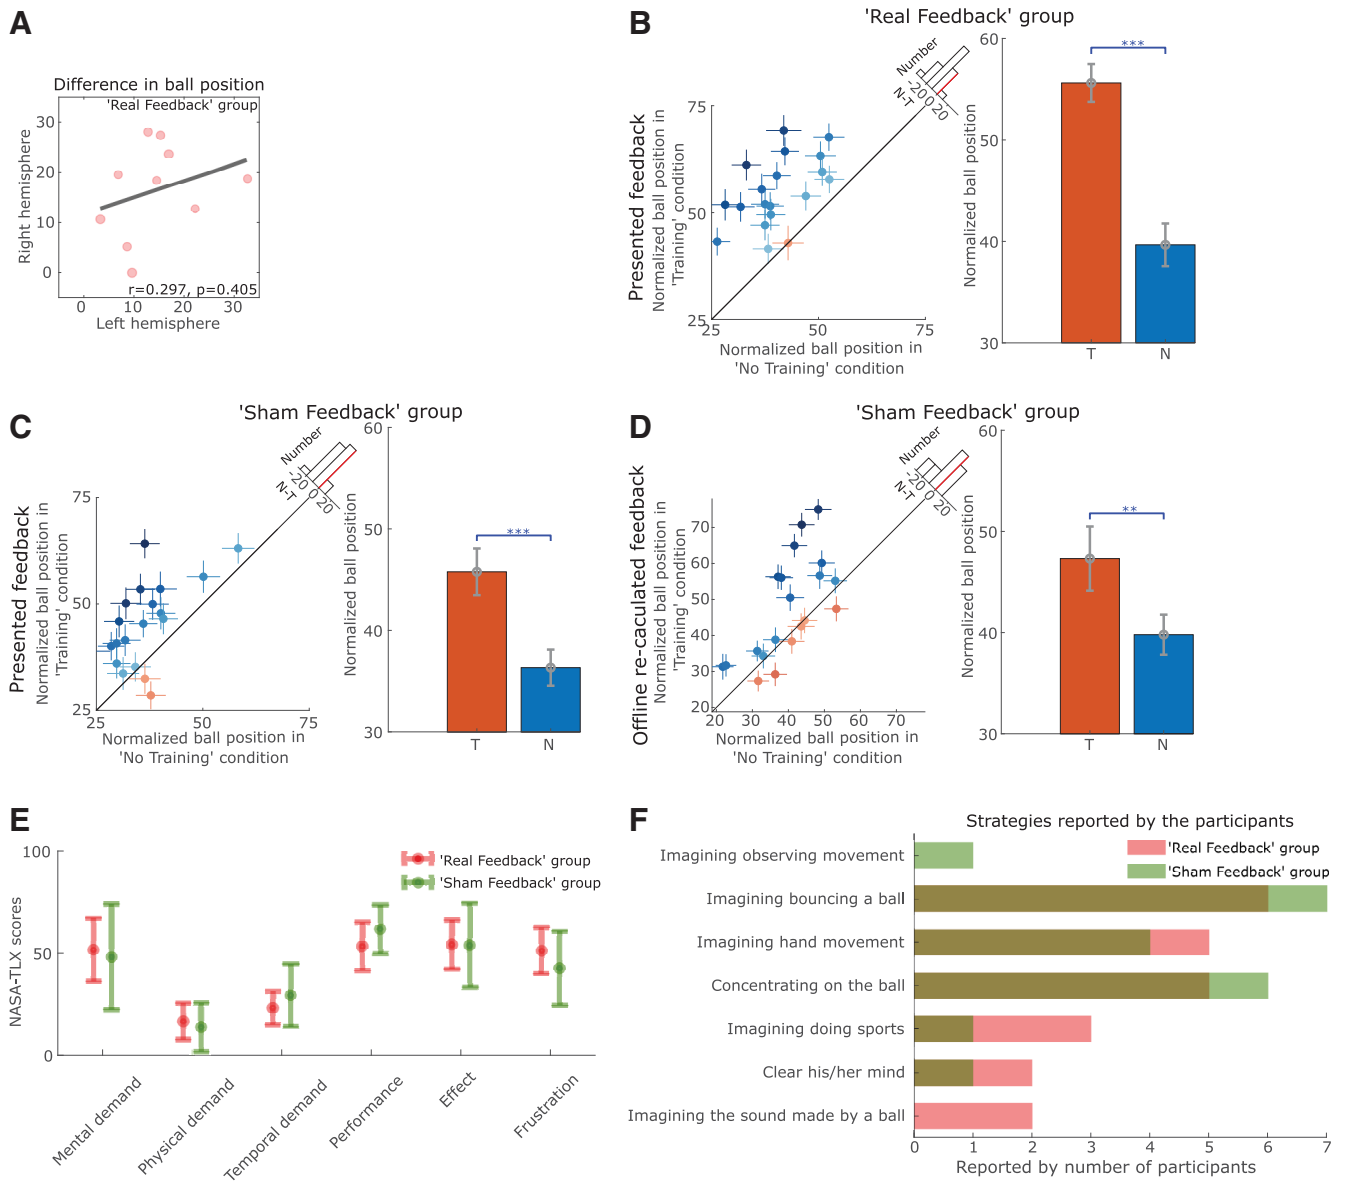 A
Difference in ball position
'Real Feedback' group
30
20
10
0
Right hemisphere
r=0.297, p=0.405
0 10 20 30
Left hemisphere
B
'Real Feedback' group
Number
-20 0 20
N-T
Presented feedback
Normalized ball position in
'Training' condition
75
50
25
25 50 75
Normalized ball position in
'No Training' condition
Normalized ball position
60
50
40
30
***
T N
C
'Sham Feedback' group
Number
-20 0 20
N-T
Presented feedback
Normalized ball position in
'Training' condition
75
50
25
25 50 75
Normalized ball position in
'No Training' condition
Normalized ball position
60
50
40
30
***
T N
D
'Sham Feedback' group
Number
-20 0 20
N-T
Offline re-caculated feedback
Normalized ball position in
'Training' condition
70
60
50
40
30
20
20 30 40 50 60 70
Normalized ball position in
'No Training' condition
Normalized ball position
60
50
40
30
**
T N
E
NASA-TLX scores
100
50
0
'Real Feedback' group
'Sham Feedback' group
Mental demand
Physical demand
Temporal demand
Performance
Effect
Frustration
F
Strategies reported by the participants
'Real Feedback' group
'Sham Feedback' group
Imagining observing movement
Imagining bouncing a ball
Imagining hand movement
Concentrating on the ball
Imagining doing sports
Clear his/her mind
Imagining the sound made by a ball
0 1 2 3 4 5 6 7
Reported by number of participants